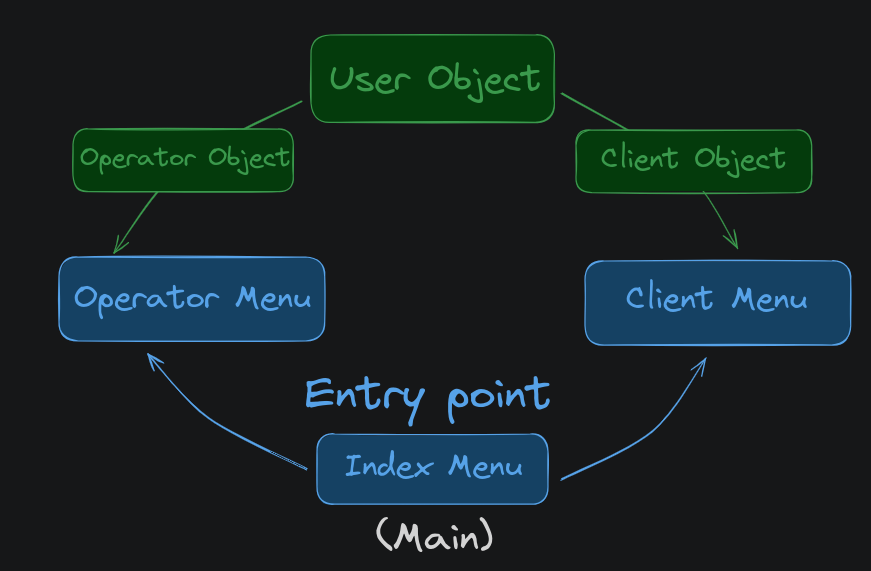 User Object
Operator Object
Client Object
Operator Menu
Client Menu
Entry point
Index Menu
(Main)